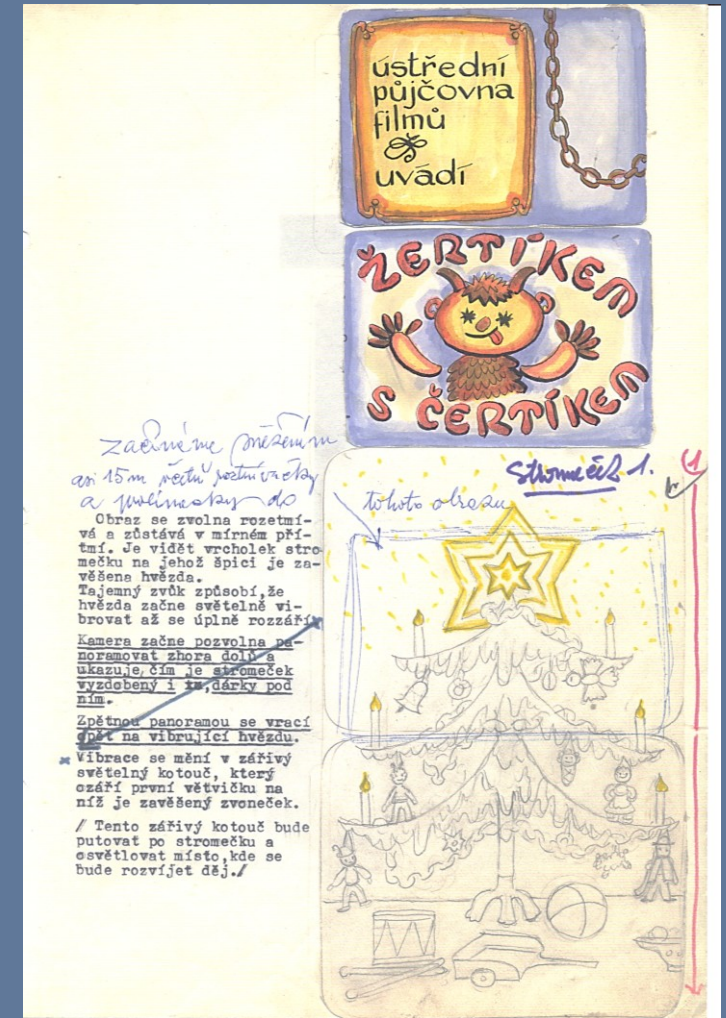 ústřední
půjčovna
filmů
uvádí
ŽERTÍKEM
S ČERTÍKEM
začínáme
asi 15m
a do
tohoto obrazu
Stromeček 1.
Obraz se zvolna rozetmí-
vá a zůstává v mírném pří-
tmí. Je vidět vrcholek stro-
mečku na jehož špici je za-
věšena hvězda.
Tajemný zvuk způsobí,že
hvězda začne světelně vi-
brovat až se úplně rozzáří
Kamera začne pozvolna pa-
noramovat zhora dolů a
ukazuje,čím je stromeček
vyzdobený i ,dárky pod
ním.
Zpětnou panoramou se vrací
opět na vibrující hvězdu.
Vibrace se mění v zářivý
světelný kotouč, který
ozáří první větvičku na
níž je zavěšený zvoneček.
/ Tento zářivý kotouč bude
putovat po stromečku a
osvětlovat místo,kde se
bude rozvíjet děj./